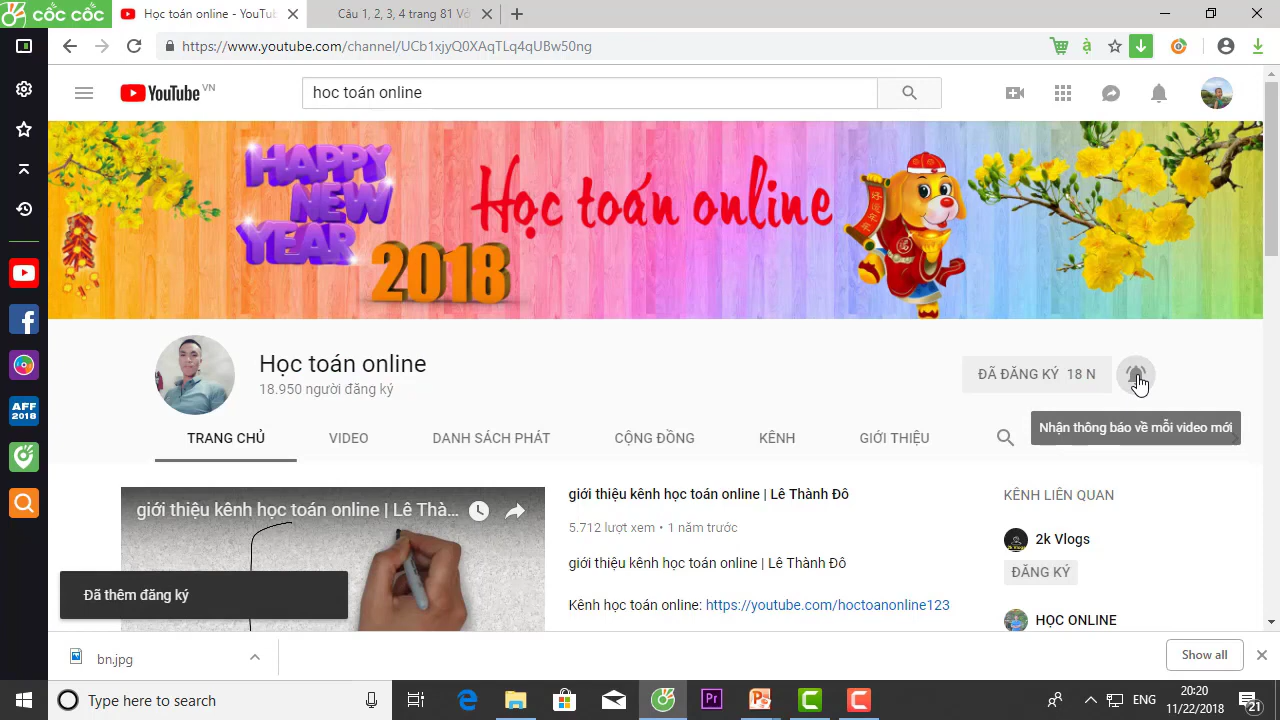 cốc cốc
Học toán online - YouTub
Câu 1, 2, 3, 4 trang 81 Vở
https://www.youtube.com/channel/UCb1xjyQ0XAqTLq4qUBw50ng
à
YouTube VN
hoc toán online
HAPPY
NEW
YEAR
2018
Học toán online
Học toán online
18.950 người đăng ký
ĐÃ ĐĂNG KÝ 18 N
Nhận thông báo về mỗi video mới
TRANG CHỦ VIDEO DANH SÁCH PHÁT CỘNG ĐỒNG KÊNH GIỚI THIỆU
AFF
2018
giới thiệu kênh học toán online | Lê Thà...
giới thiệu kênh học toán online | Lê Thành Đô
5.712 lượt xem • 1 năm trước
giới thiệu kênh học toán online | Lê Thành Đô
Kênh học toán online: https://youtube.com/hoctoanonline123
KÊNH LIÊN QUAN
2k Vlogs
ĐĂNG KÝ
HỌC ONLINE
Đã thêm đăng ký
bn.jpg
Show all
Type here to search
ENG
20:20
11/22/2018
21